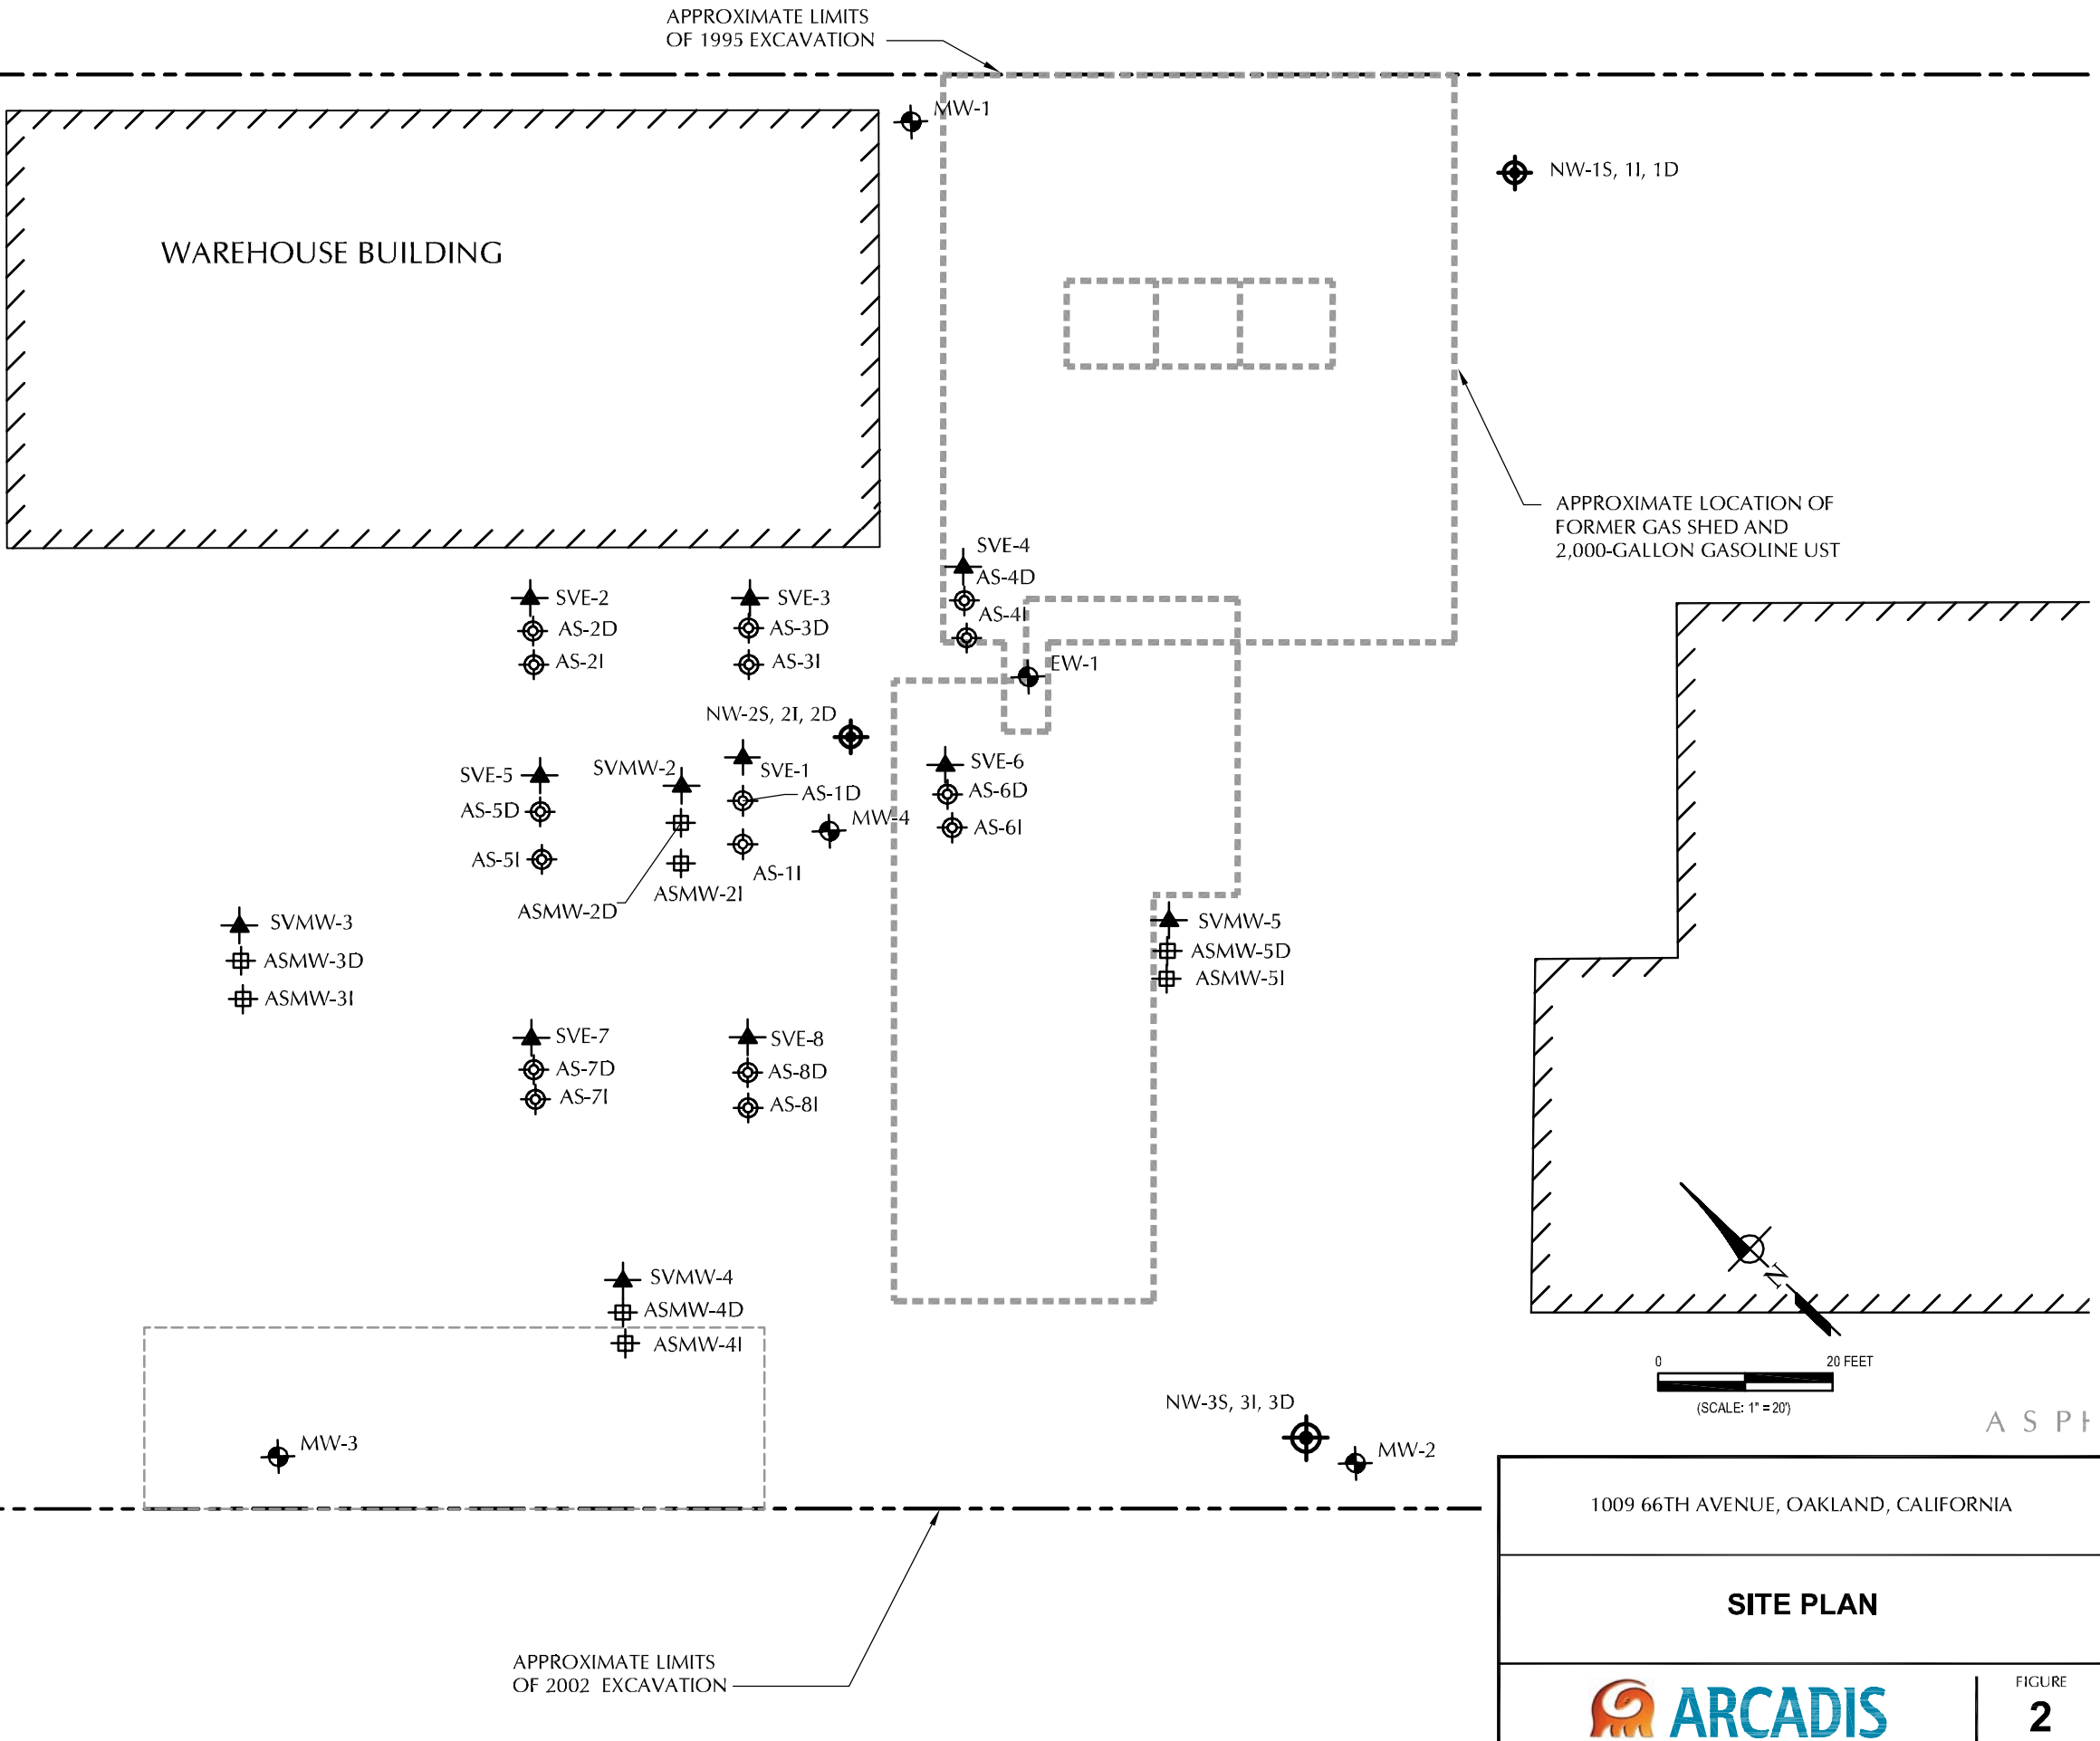 APPROXIMATE LIMITS
OF 1995 EXCAVATION
MW-1
NW-1S, 1I, 1D
WAREHOUSE BUILDING
APPROXIMATE LOCATION OF
FORMER GAS SHED AND
2,000-GALLON GASOLINE UST
SVE-4
AS-4D
AS-4I
SVE-2
AS-2D
AS-2I
SVE-3
AS-3D
AS-3I
EW-1
NW-2S, 2I, 2D
SVE-5
AS-5D
AS-5I
SVMW-2
SVE-1
AS-1D
MW-4
AS-1I
ASMW-2I
ASMW-2D
SVE-6
AS-6D
AS-6I
SVMW-3
ASMW-3D
ASMW-3I
SVMW-5
ASMW-5D
ASMW-5I
SVE-7
AS-7D
AS-7I
SVE-8
AS-8D
AS-8I
SVMW-4
ASMW-4D
ASMW-4I
N
0 20 FEET
(SCALE: 1" = 20')
NW-3S, 3I, 3D
MW-2
MW-3
ASPH
1009 66TH AVENUE, OAKLAND, CALIFORNIA
SITE PLAN
APPROXIMATE LIMITS
OF 2002 EXCAVATION
ARCADIS
FIGURE
2